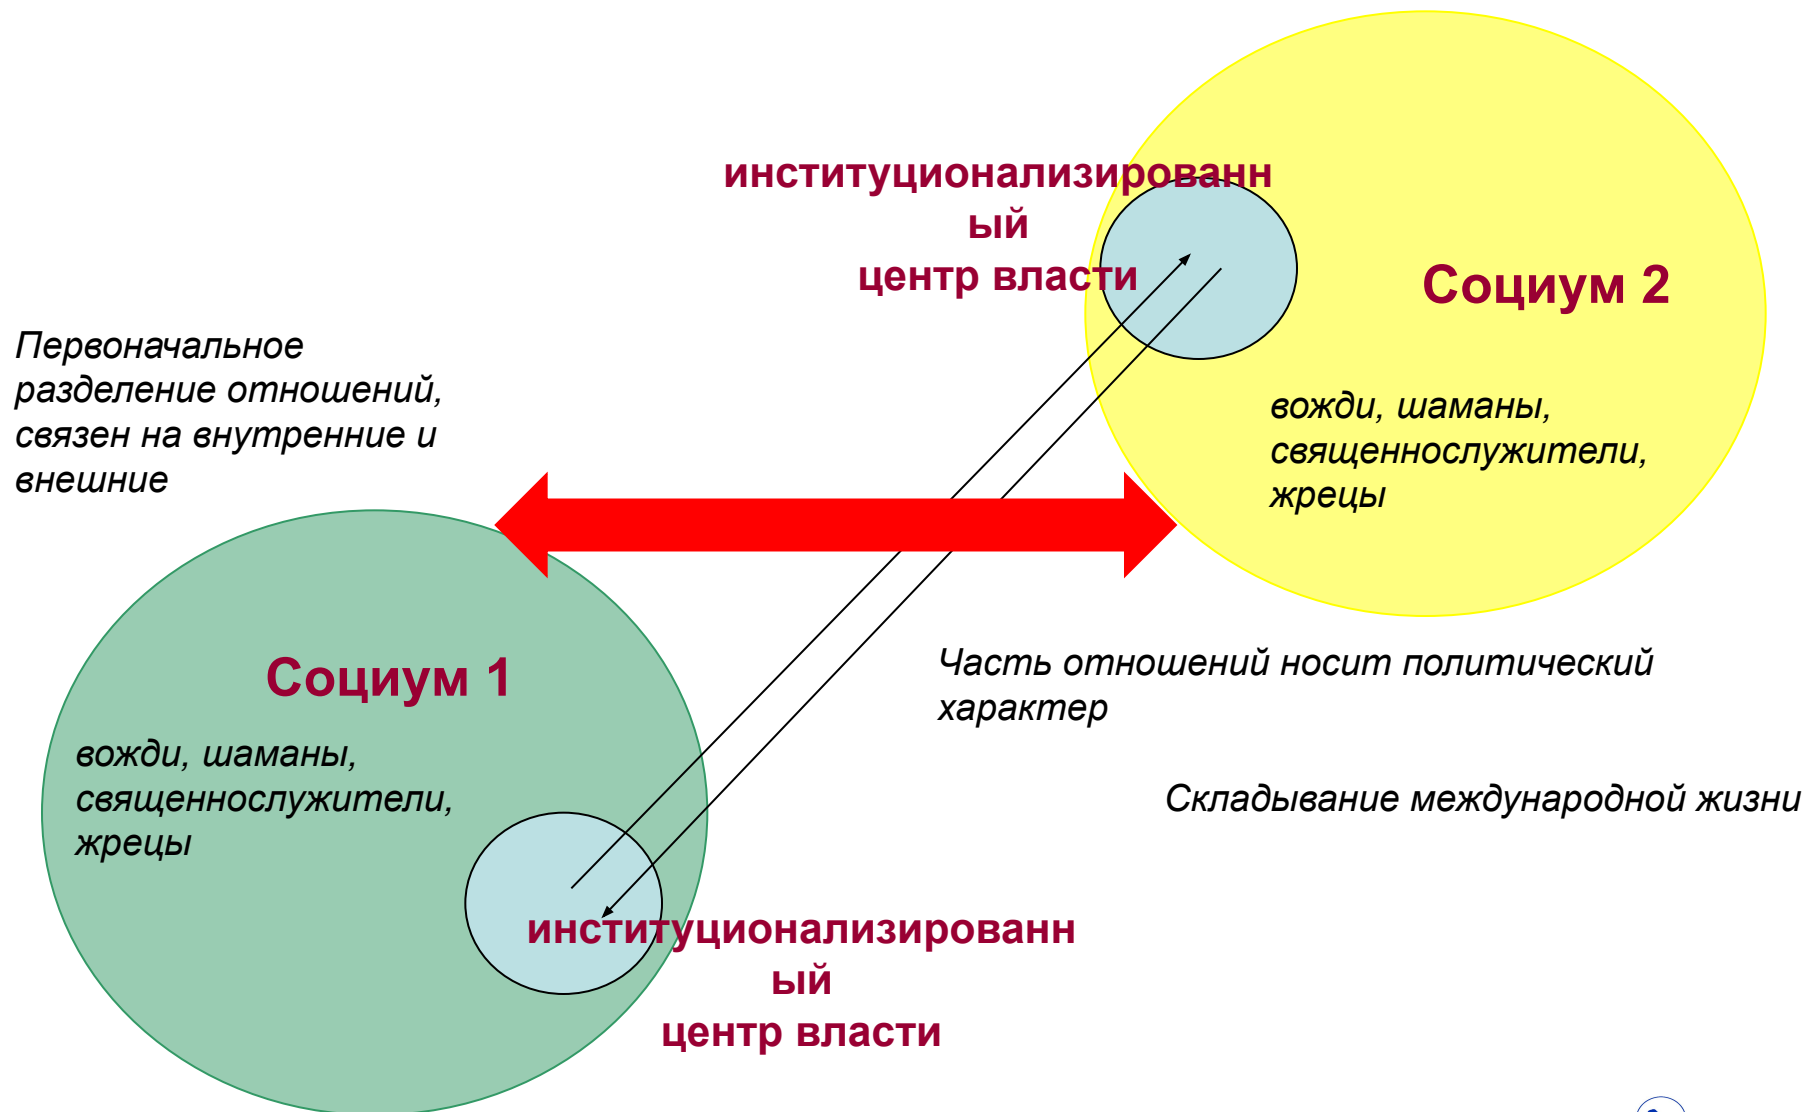 институционализированн
ый
центр власти
Социум 2
Первоначальное
разделение отношений,
связен на внутренние и
внешние
вожди, шаманы,
священнослужители,
жрецы
Социум 1
Часть отношений носит политический
характер
вожди, шаманы,
священнослужители,
жрецы
Складывание международной жизни
институционализированн
ый
центр власти